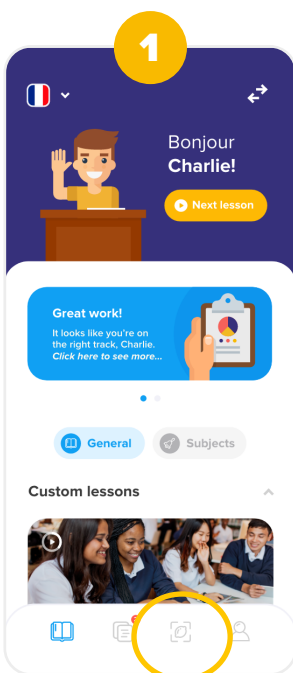 1
Bonjour
Charlie!
Next lesson
Great work!
It looks like you're on
the right track, Charlie.
Click here to see more...
General
Subjects
Custom lessons